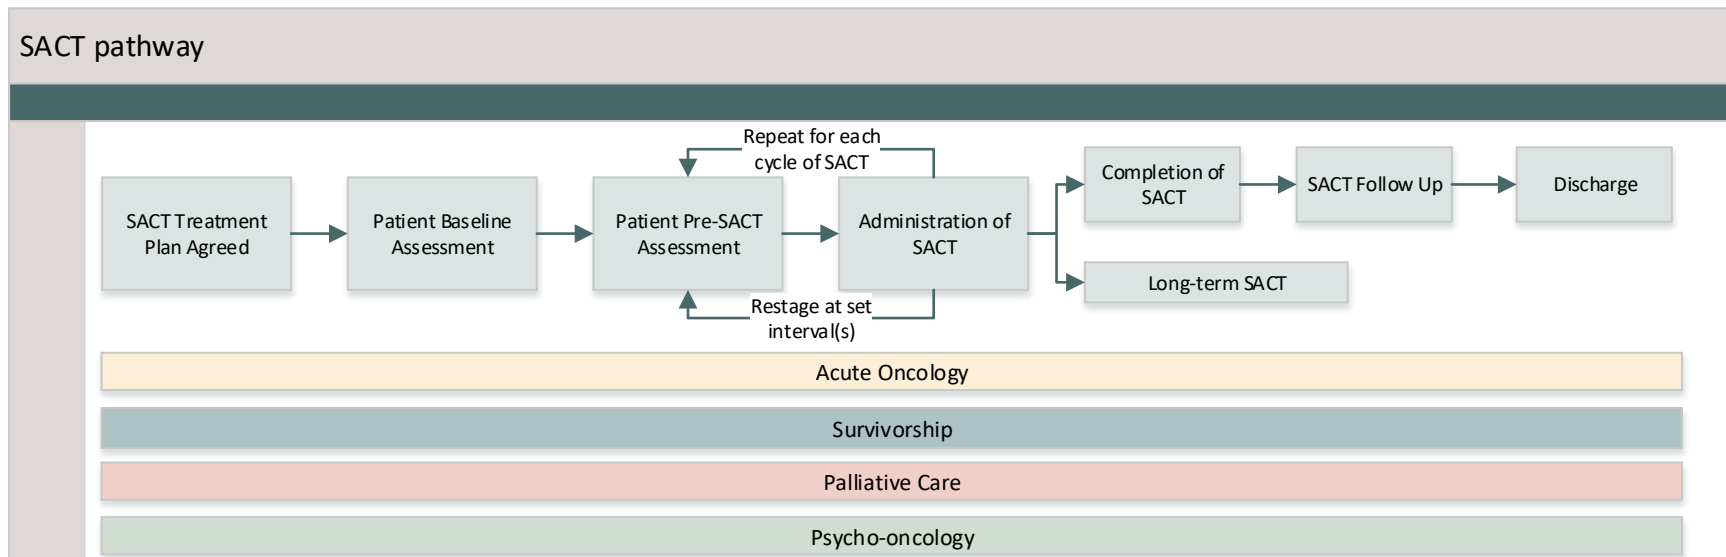 SACT pathway
Repeat for each
cycle of SACT
SACT Treatment
Plan Agreed
Patient Baseline
Assessment
Patient Pre-SACT
Assessment
Administration of
SACT
Completion of
SACT
SACT Follow Up
Discharge
Long-term SACT
Restage at set
interval(s)
Acute Oncology
Survivorship
Palliative Care
Psycho-oncology